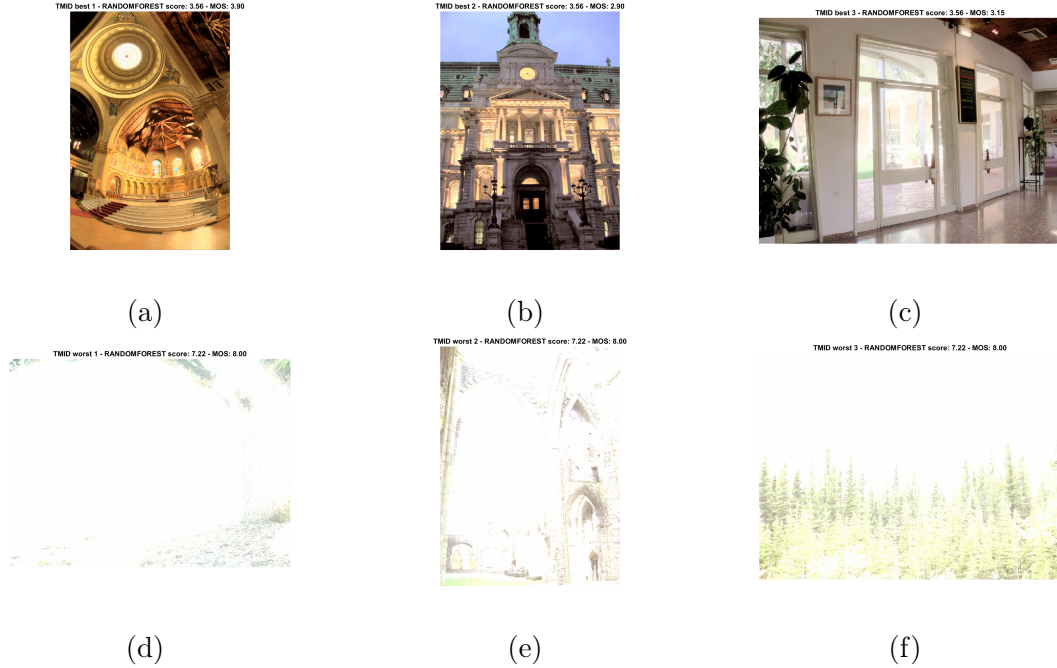 TMID best 1 - RANDOMFOREST score: 3.56 - MOS: 3.90
TMID best 2 - RANDOMFOREST score: 3.56 - MOS: 2.90
TMID best 3 - RANDOMFOREST score: 3.56 - MOS: 3.15
(a)
(b)
(c)
TMID worst 1 - RANDOMFOREST score: 7.22 - MOS: 8.00
TMID worst 2 - RANDOMFOREST score: 7.22 - MOS: 8.00
TMID worst 3 - RANDOMFOREST score: 7.22 - MOS: 8.00
(d)
(e)
(f)